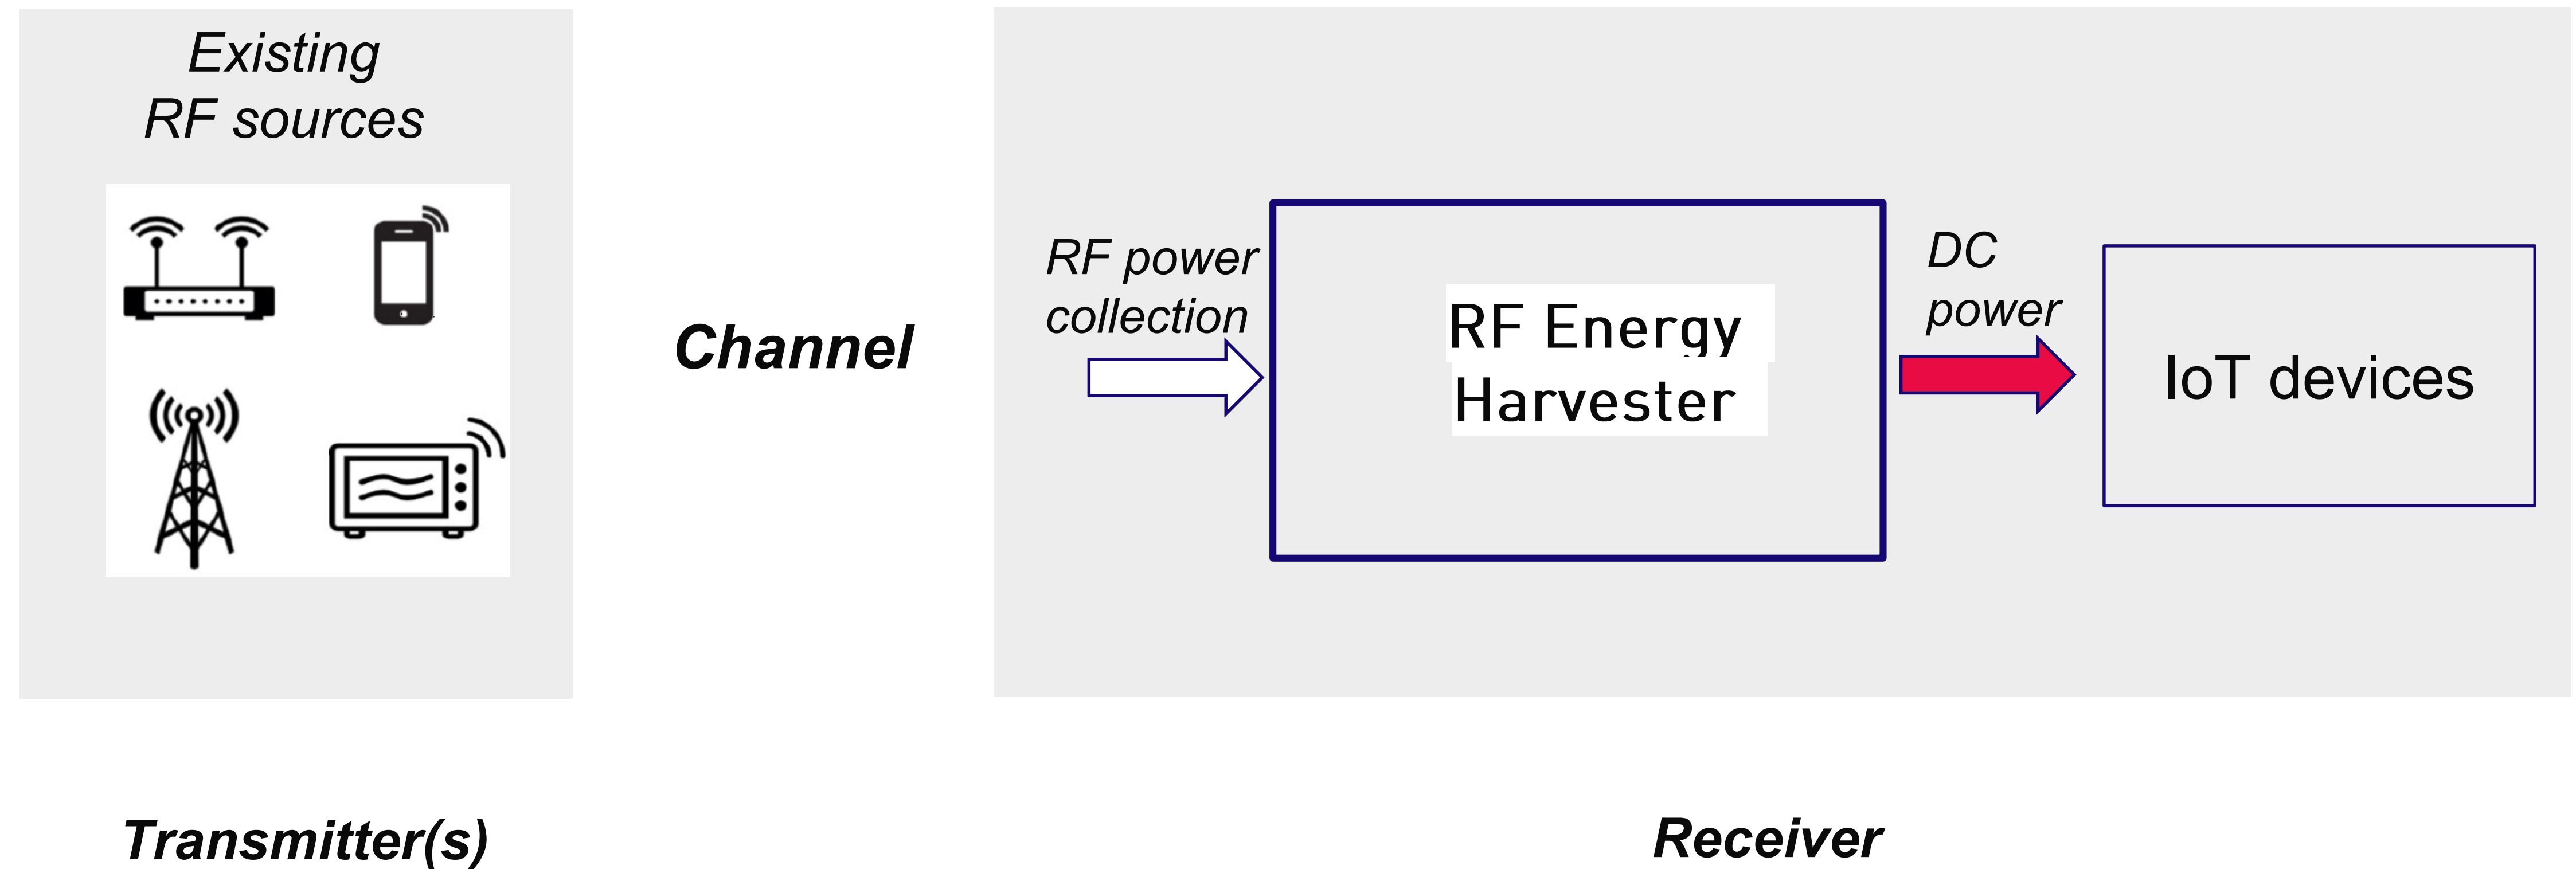 Existing
RF sources
Channel
RF power
collection
RF Energy
Harvester
DC
power
IoT devices
Transmitter(s)
Receiver